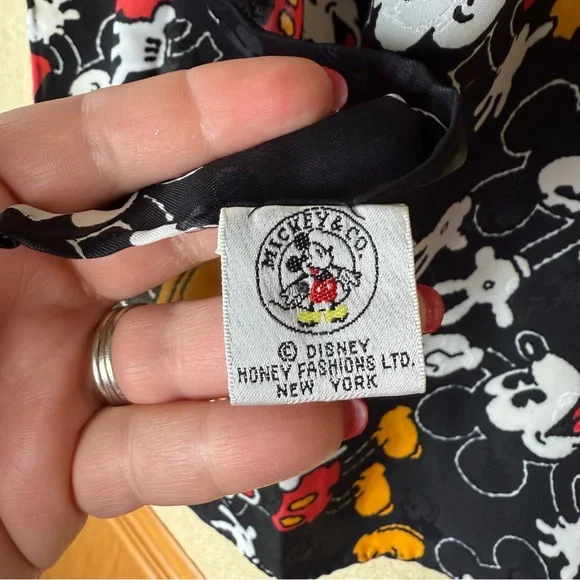 MICKEY & CO.
© DISNEY
HONEY FASHIONS LTD.
NEW YORK